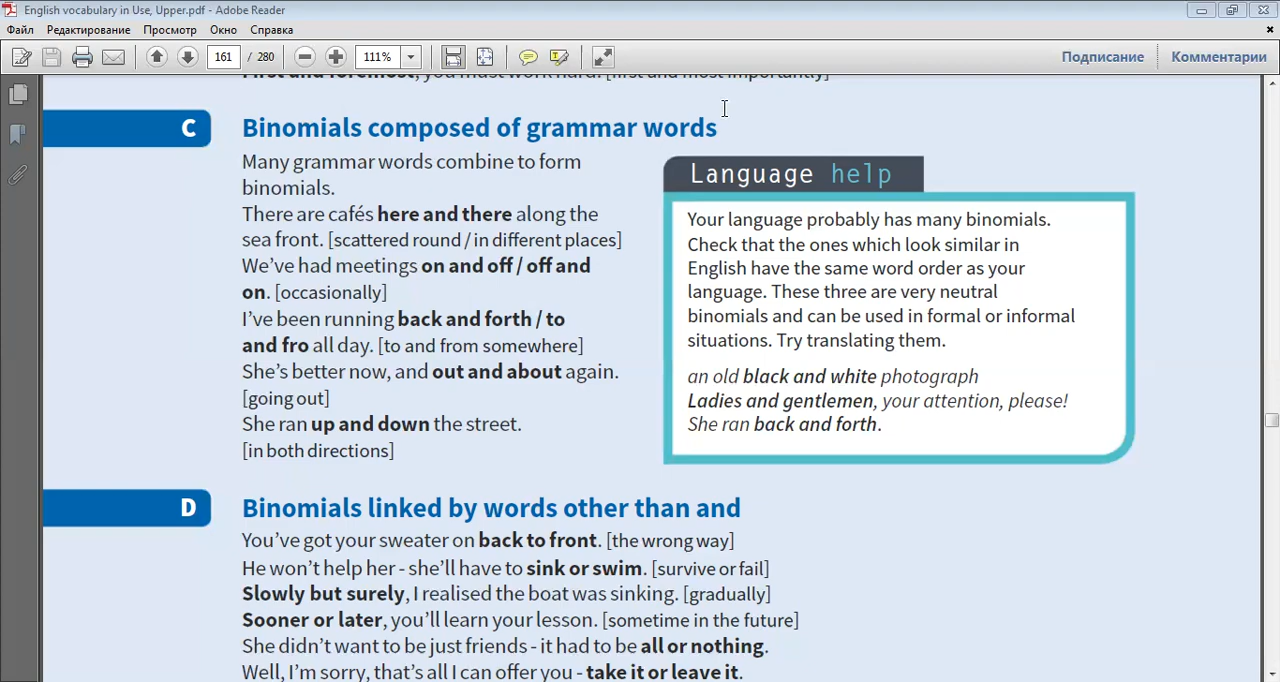 English vocabulary in Use, Upper.pdf - Adobe Reader
Файл Редактирование Просмотр Окно Справка
161 / 280 111% Подписание Комментарии
First and foremost, you must work hard. [first and most importantly]
C
Binomials composed of grammar words
Many grammar words combine to form
binomials.
There are cafés here and there along the
sea front. [scattered round / in different places]
We've had meetings on and off / off and
on. [occasionally]
I've been running back and forth / to
and fro all day. [to and from somewhere]
She's better now, and out and about again.
[going out]
She ran up and down the street.
[in both directions]
Language help
Your language probably has many binomials.
Check that the ones which look similar in
English have the same word order as your
language. These three are very neutral
binomials and can be used in formal or informal
situations. Try translating them.
an old black and white photograph
Ladies and gentlemen, your attention, please!
She ran back and forth.
D
Binomials linked by words other than and
You've got your sweater on back to front. [the wrong way]
He won't help her - she'll have to sink or swim. [survive or fail]
Slowly but surely, I realised the boat was sinking. [gradually]
Sooner or later, you'll learn your lesson. [sometime in the future]
She didn't want to be just friends - it had to be all or nothing.
Well, I'm sorry, that's all I can offer you - take it or leave it.